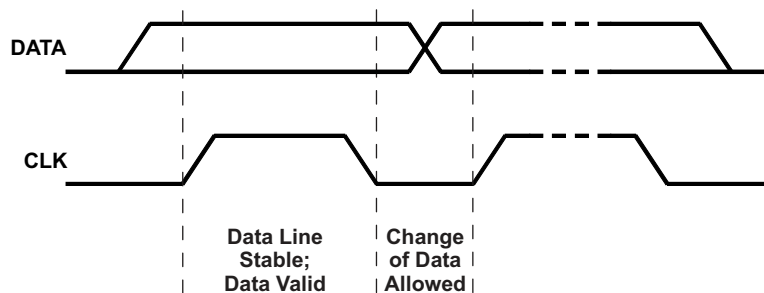 DATA
CLK
Data Line
Stable;
Data Valid
Change
of Data
Allowed